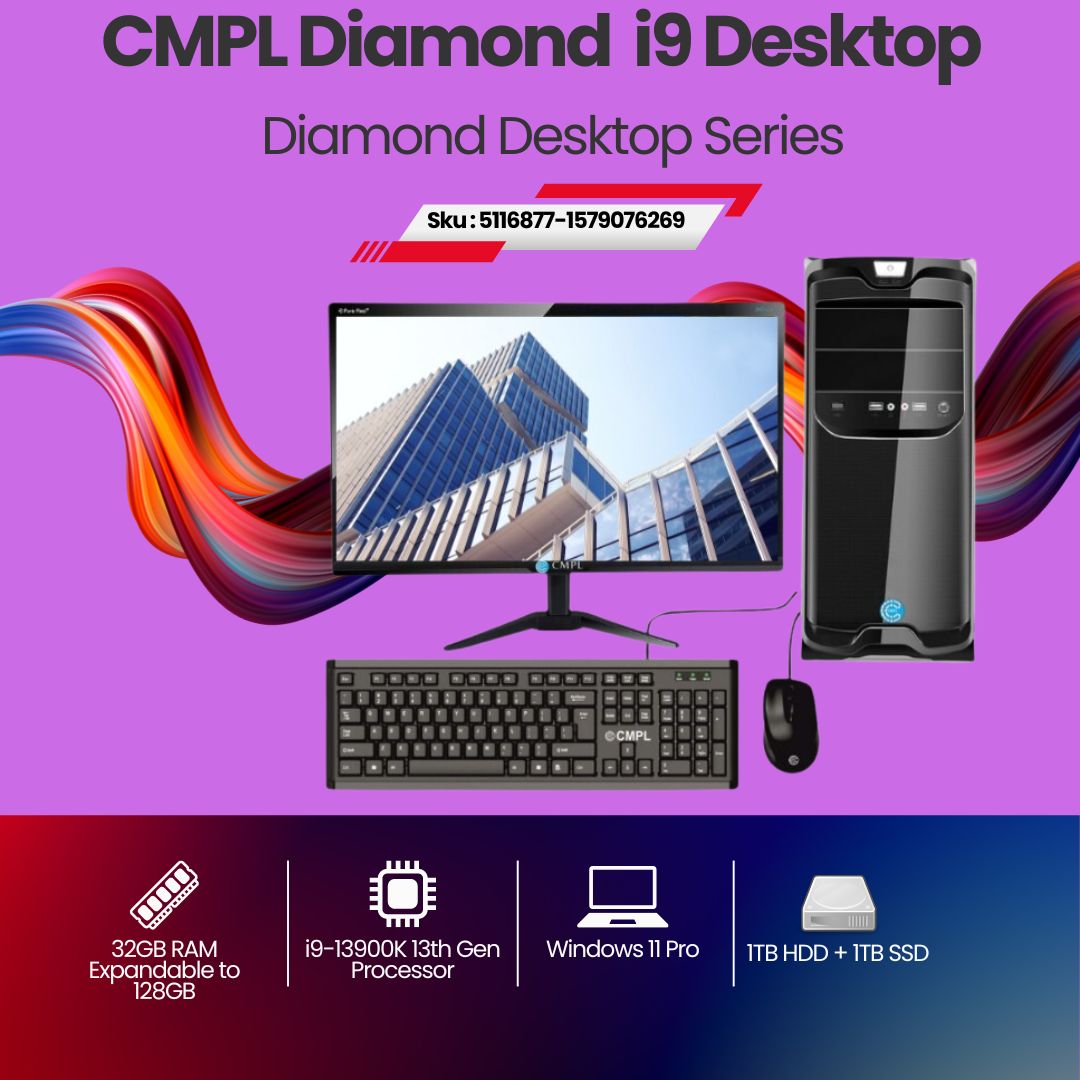 CMPL Diamond i9 Desktop
Diamond Desktop Series
Sku : 5116877-1579076269
CMPL
CMPL
32GB RAM
Expandable to
128GB
i9-13900K 13th Gen
Processor
Windows 11 Pro
1TB HDD + 1TB SSD